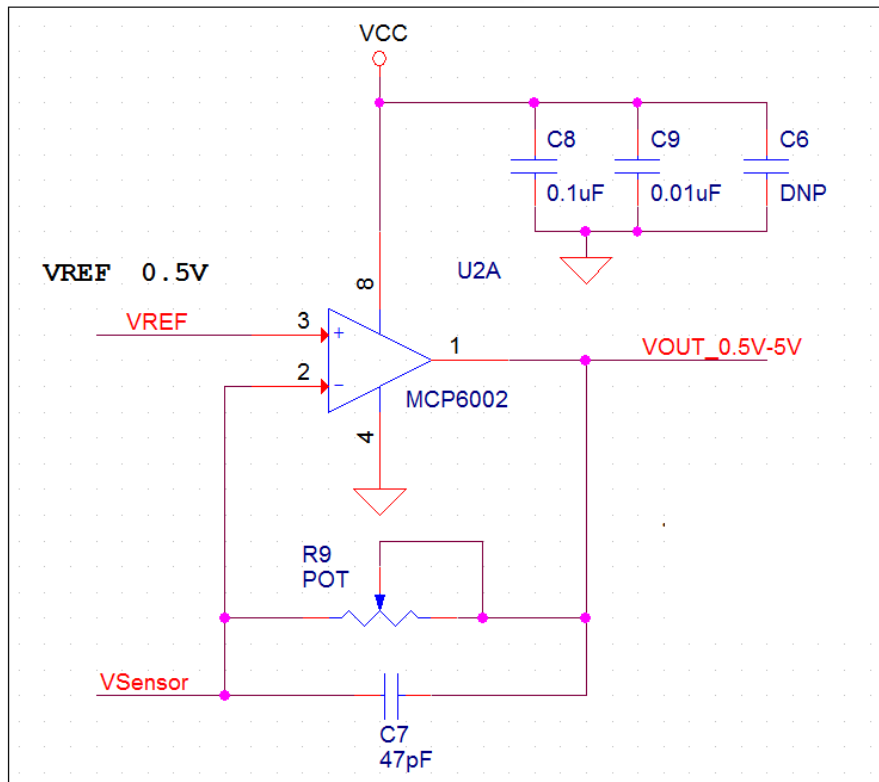 VCC
C8
0.1uF
C9
0.01uF
C6
DNP
VREF 0.5V
U2A
8
VREF
3
+
2
-
1
VOUT_0.5V-5V
MCP6002
4
R9
POT
VSensor
C7
47pF